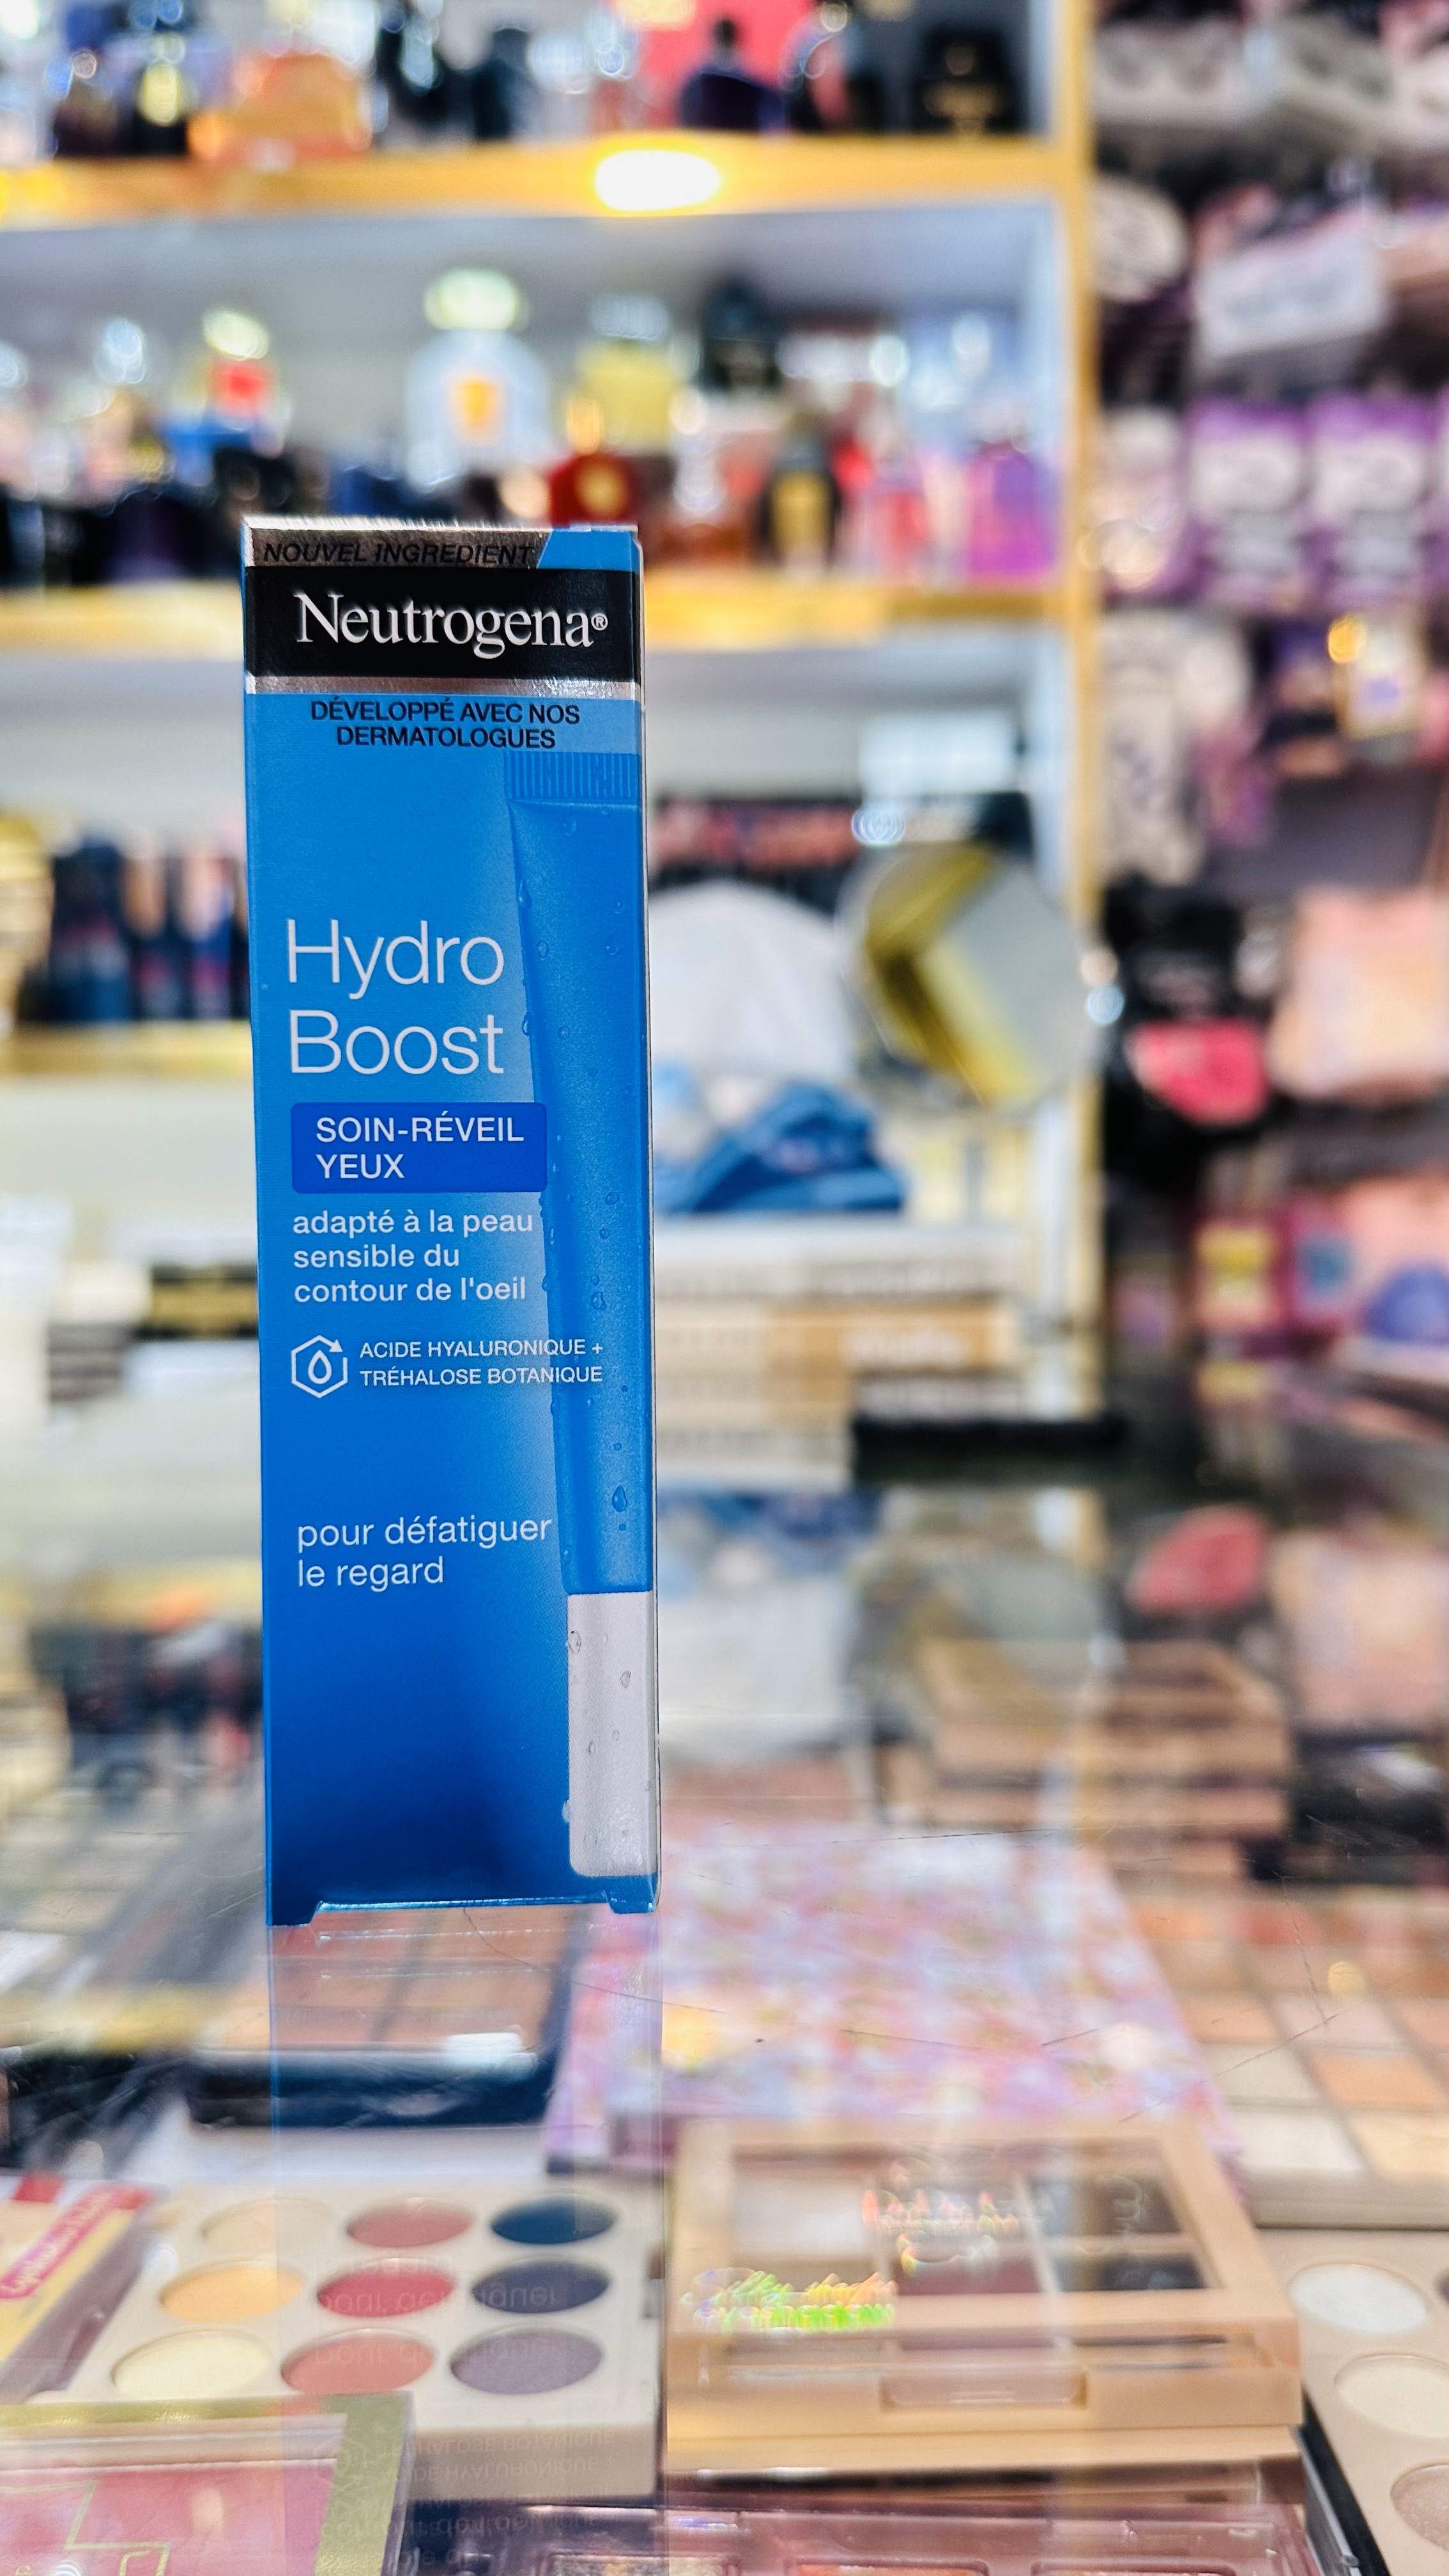 NOUVEL INGREDIENT
Neutrogena®
DÉVELOPPÉ AVEC NOS
DERMATOLOGUES
Hydro
Boost
SOIN-RÉVEIL
YEUX
adapté à la peau
sensible du
contour de l'oeil
ACIDE HYALURONIQUE +
TRÉHALOSE BOTANIQUE
pour défatiguer
le regard